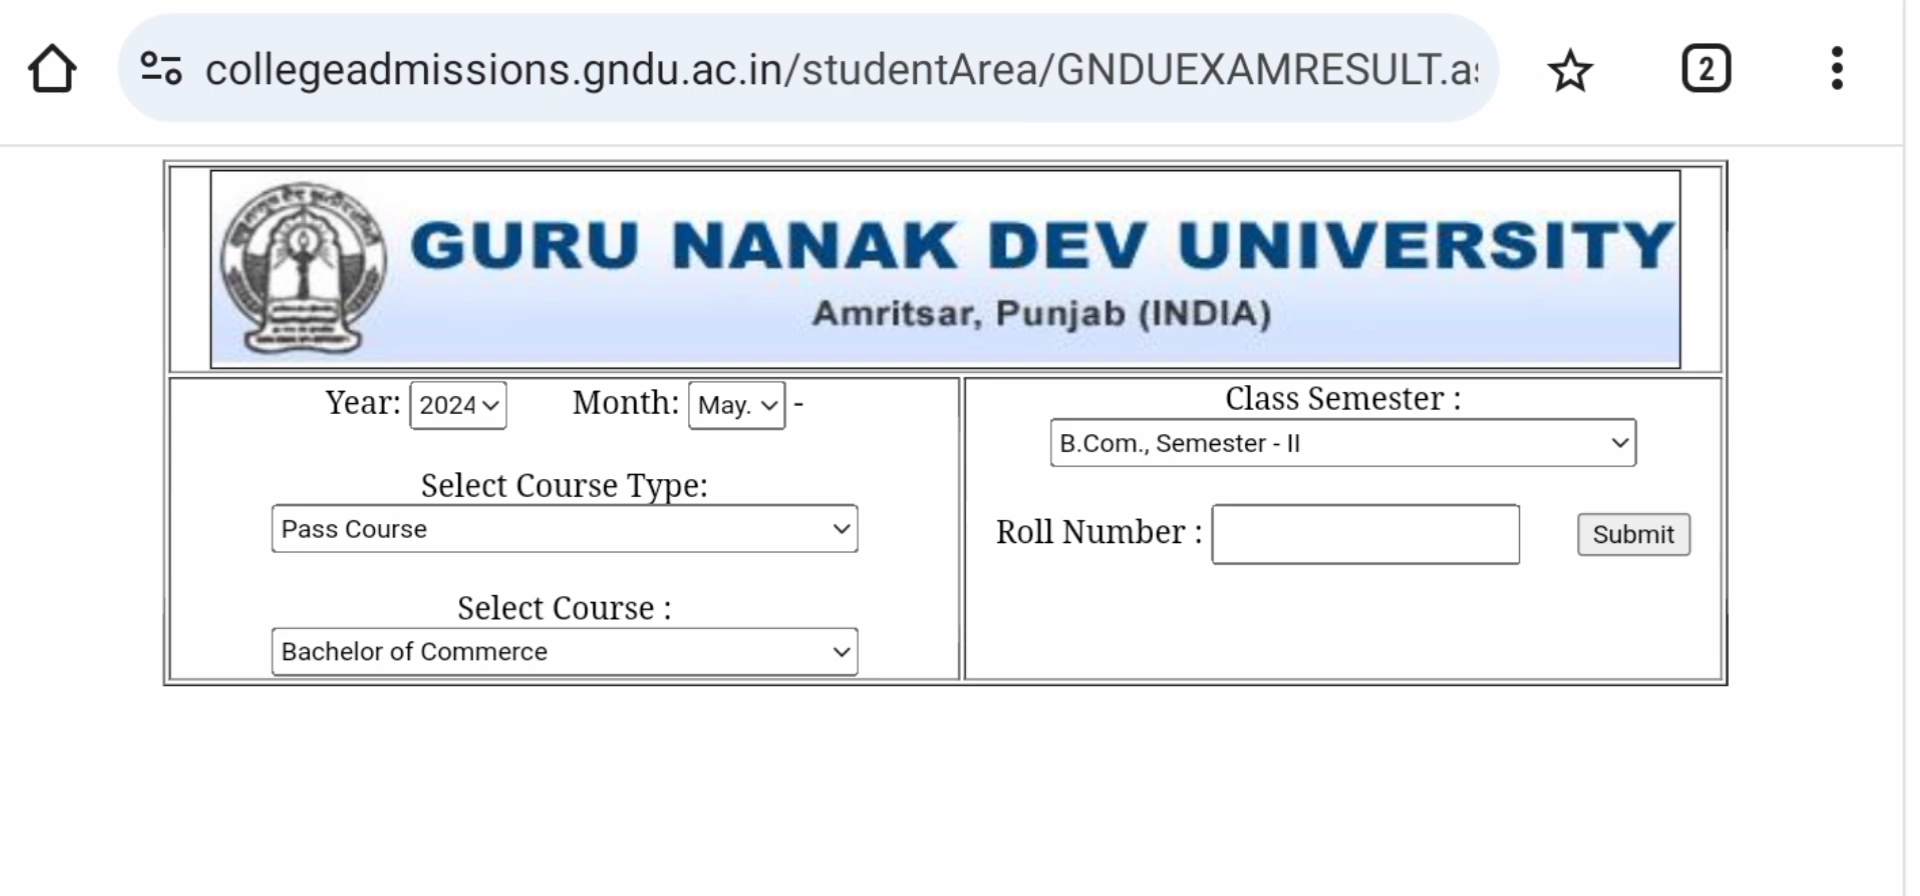 collegeadmissions.gndu.ac.in/studentArea/GNDUEXAMRESULT.as
2
GURU NANAK DEV UNIVERSITY
Amritsar, Punjab (INDIA)
Year: 2024 Month: May. -
Select Course Type:
Pass Course
Select Course :
Bachelor of Commerce
Class Semester :
B.Com., Semester - II
Roll Number : Submit